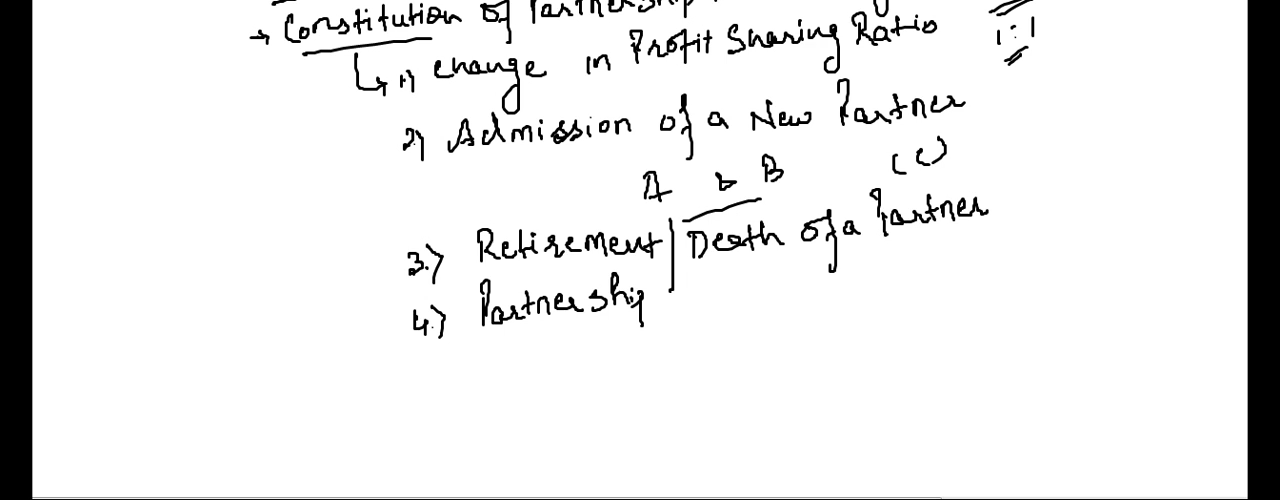 → Constitution of Partnership
↳ 1) change in Profit Sharing Ratio 1:1
2) Admission of a New Partner
A & B (C)
3.) Retirement | Death of a Partner
4.) Partnership